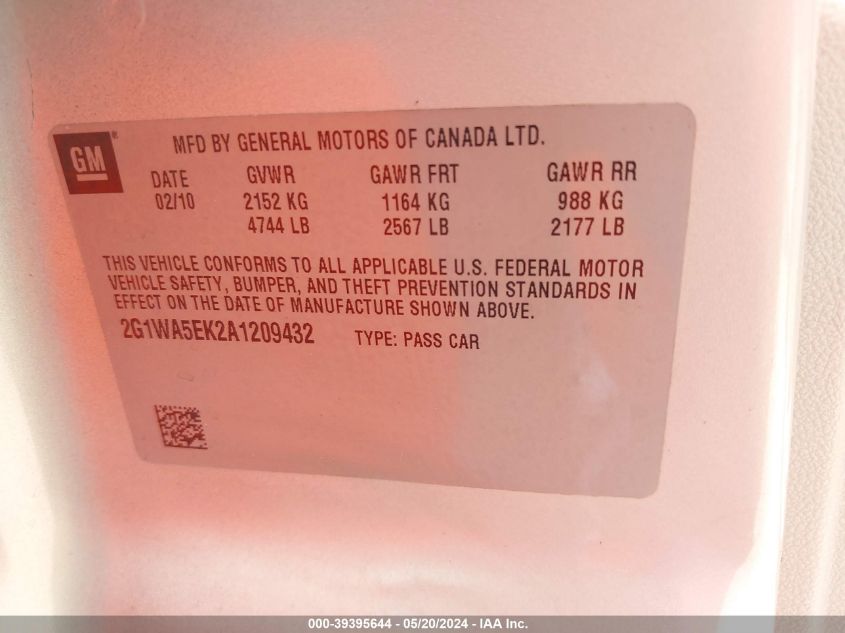 GM ®
MFD BY GENERAL MOTORS OF CANADA LTD.
DATE GVWR GAWR FRT GAWR RR
02/10 2152 KG 1164 KG 988 KG
4744 LB 2567 LB 2177 LB
THIS VEHICLE CONFORMS TO ALL APPLICABLE U.S. FEDERAL MOTOR
VEHICLE SAFETY, BUMPER, AND THEFT PREVENTION STANDARDS IN
EFFECT ON THE DATE OF MANUFACTURE SHOWN ABOVE.
2G1WA5EK2A1209432 TYPE: PASS CAR
000-39395644 - 05/20/2024 - IAA Inc.